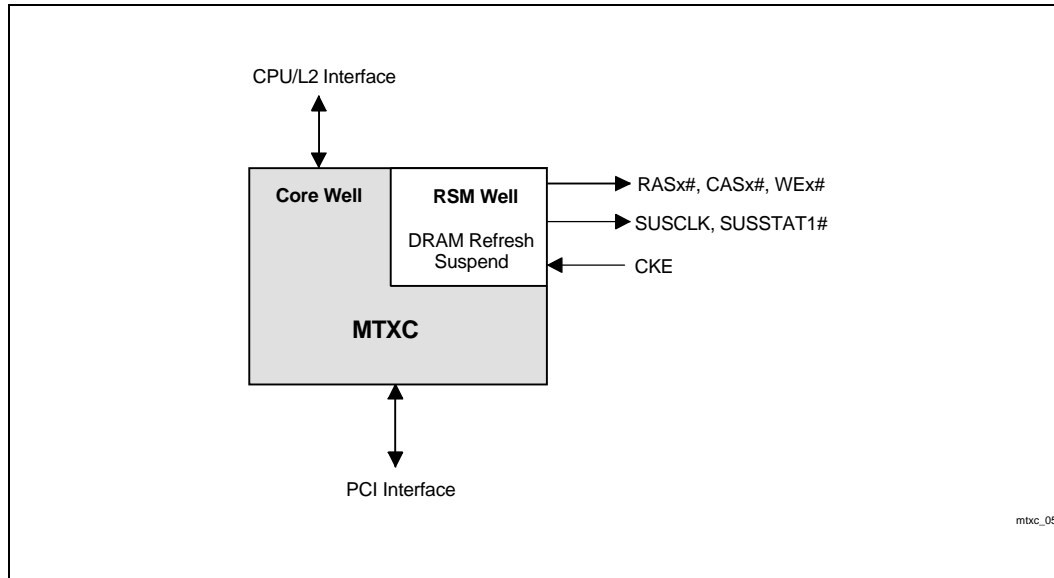 CPU/L2 Interface
Core Well
RSM Well
DRAM Refresh
Suspend
RASx#, CASx#, WEx#
SUSCLK, SUSSTAT1#
CKE
MTXC
PCI Interface
mtxc_05